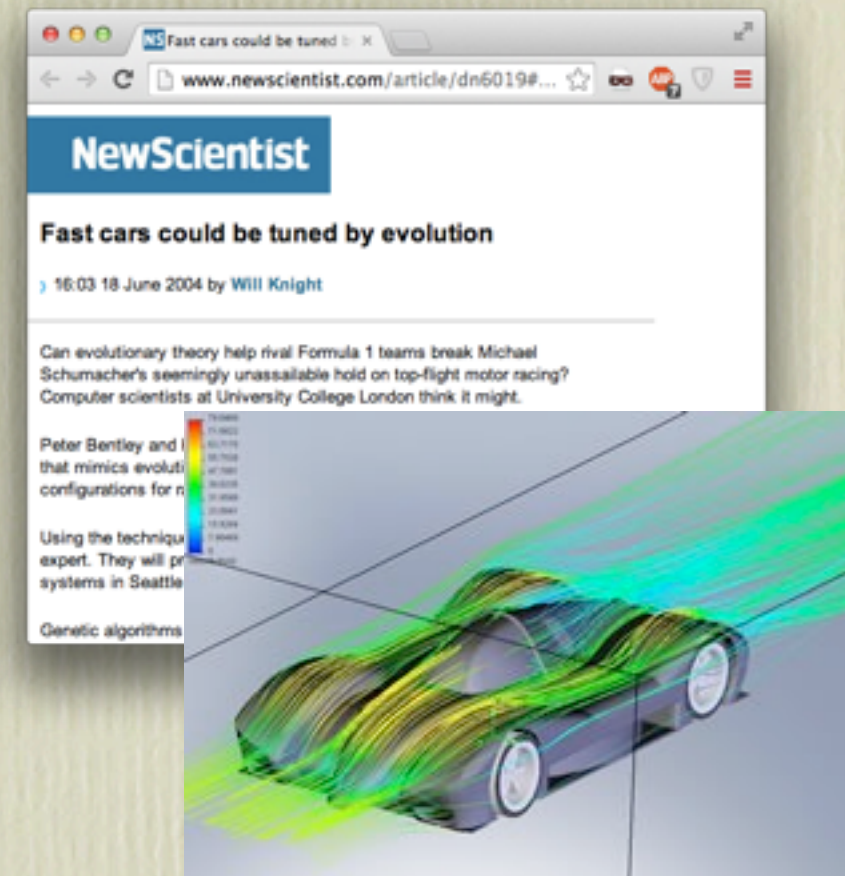 NS Fast cars could be tuned b
www.newscientist.com/article/dn6019#...
ABP
7
NewScientist
Fast cars could be tuned by evolution
16:03 18 June 2004 by Will Knight
Can evolutionary theory help rival Formula 1 teams break Michael
Schumacher's seemingly unassailable hold on top-flight motor racing?
Computer scientists at University College London think it might.
Peter Bentley and
that mimics evoluti
configurations for
Using the techniqu
expert. They will pr
systems in Seattle
Genetic algorithms